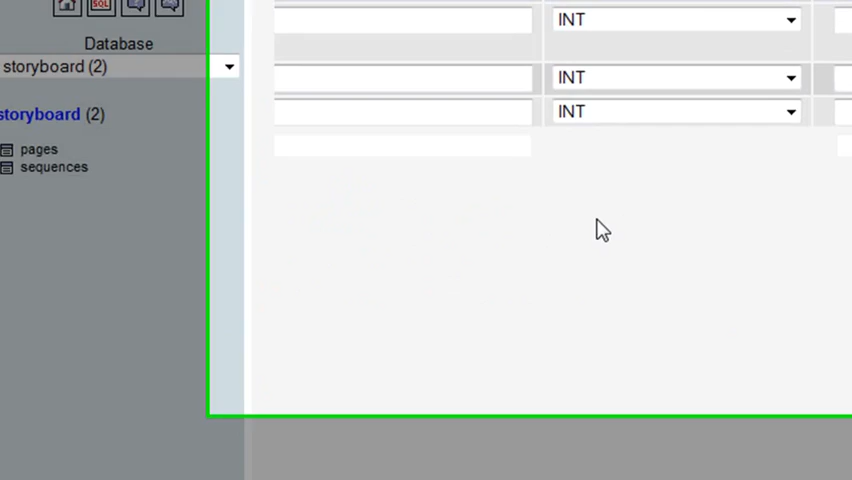 SQL
Database
storyboard (2)
storyboard (2)
pages
sequences
INT
INT
INT